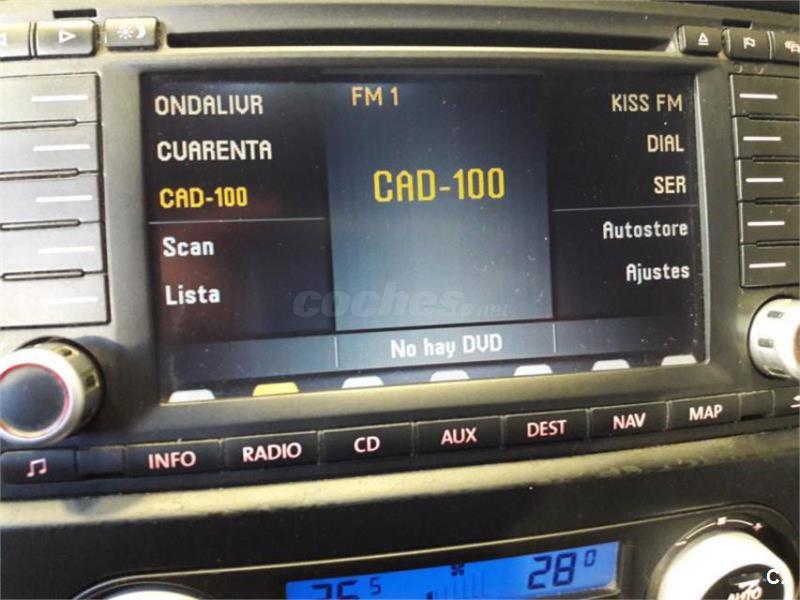 ONDALIVR FM 1 KISS FM
CUARENTA DIAL
CAD-100 CAD-100 SER
Scan Autostore
Lista Ajustes
coches.net
No hay DVD
INFO RADIO CD AUX DEST NAV MAP
28°
AUTO